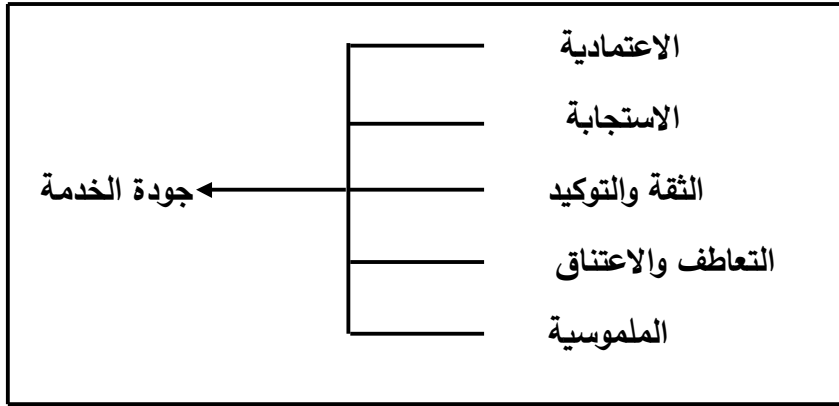 الاعتمادية
الاستجابة
الثقة والتوكيد
جودة الخدمة
التعاطف والاعتناق
الملموسية